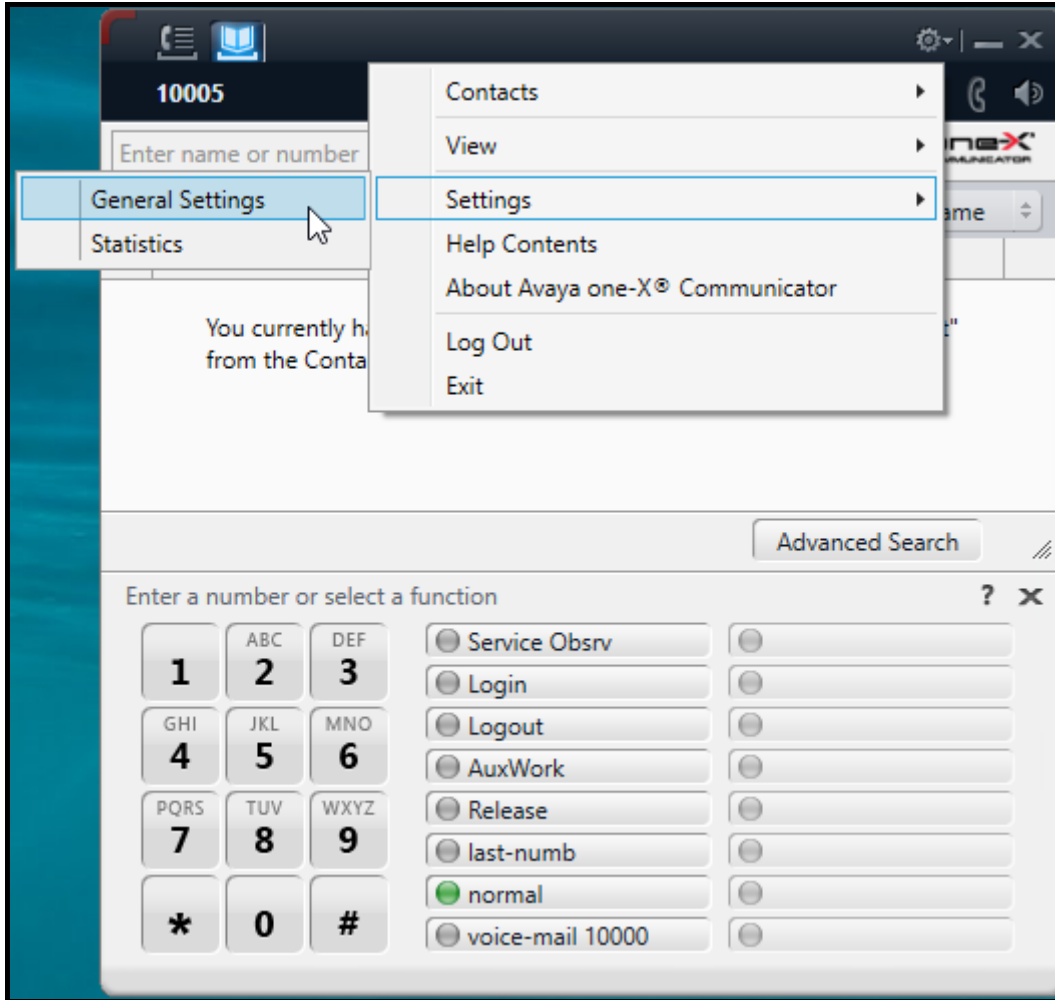 10005
Contacts
Enter name or number
View
one-X
COMMUNICATOR
General Settings
Settings
ame
Statistics
Help Contents
About Avaya one-X® Communicator
You currently ha
t"
from the Conta
Log Out
Exit
Advanced Search
Enter a number or select a function
?
1
ABC
2
DEF
3
GHI
4
JKL
5
MNO
6
PQRS
7
TUV
8
WXYZ
9
*
0
#
Service Obsrv
Login
Logout
AuxWork
Release
last-numb
normal
voice-mail 10000